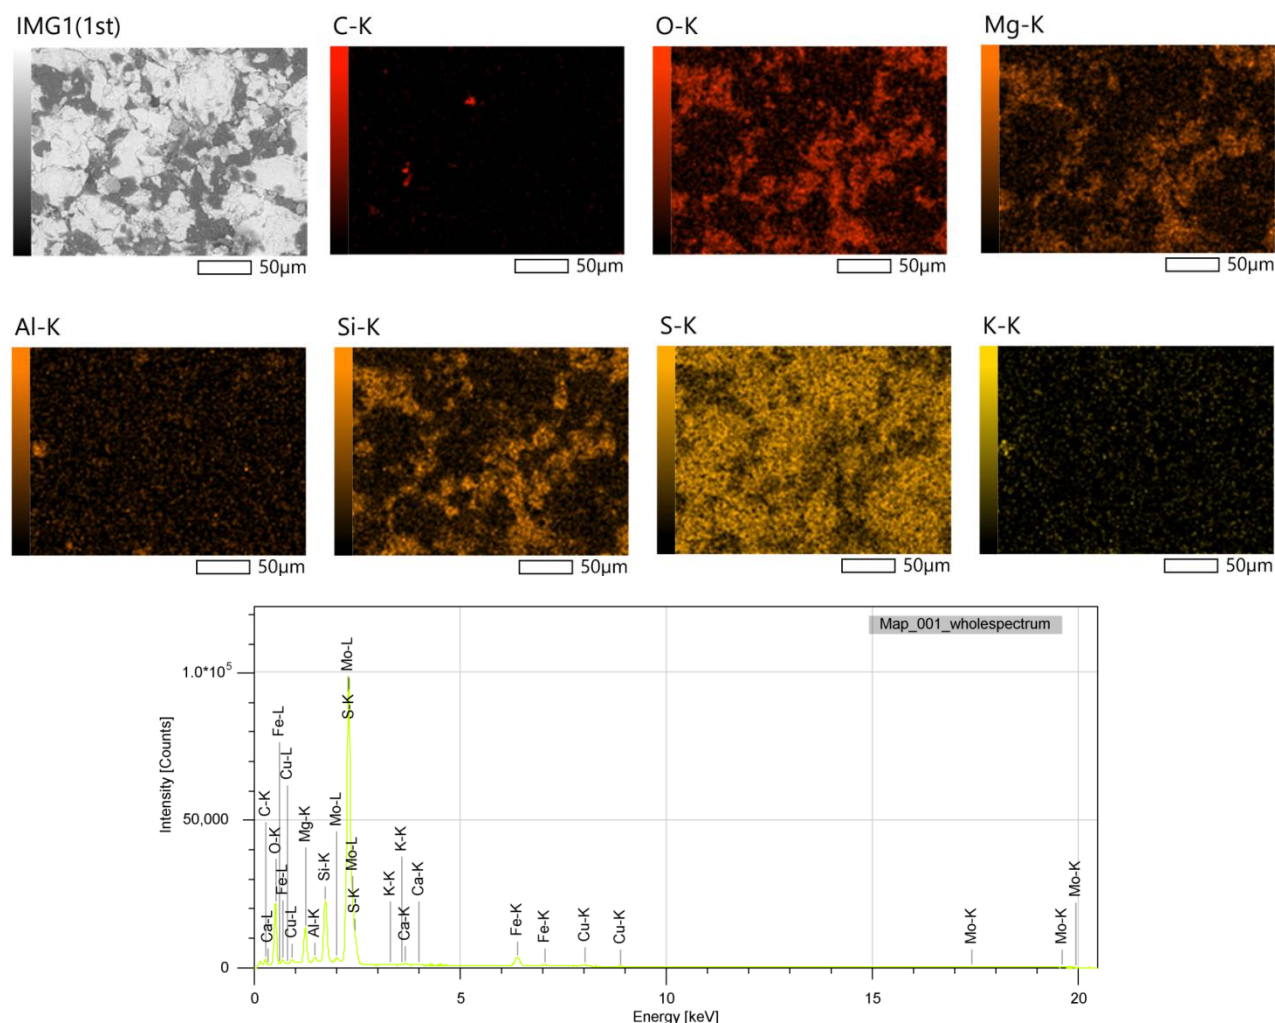 IMG1(1st)
C-K
O-K
Mg-K
50μm
50μm
50μm
50μm
Al-K
Si-K
S-K
K-K
50μm
50μm
50μm
50μm
Map_001_wholespectrum
1.0*10⁵
50,000
0
Intensity [Counts]
C-K
Ca-L
O-K
Fe-L
Fe-L
Cu-L
Cu-L
Mg-K
Al-K
Si-K
Mo-L
Mo-L
S-K
Mo-L
S-K
K-K
K-K
Ca-K
Ca-K
Fe-K
Fe-K
Cu-K
Cu-K
Mo-K
Mo-K
Mo-K
0
5
10
15
20
Energy [keV]